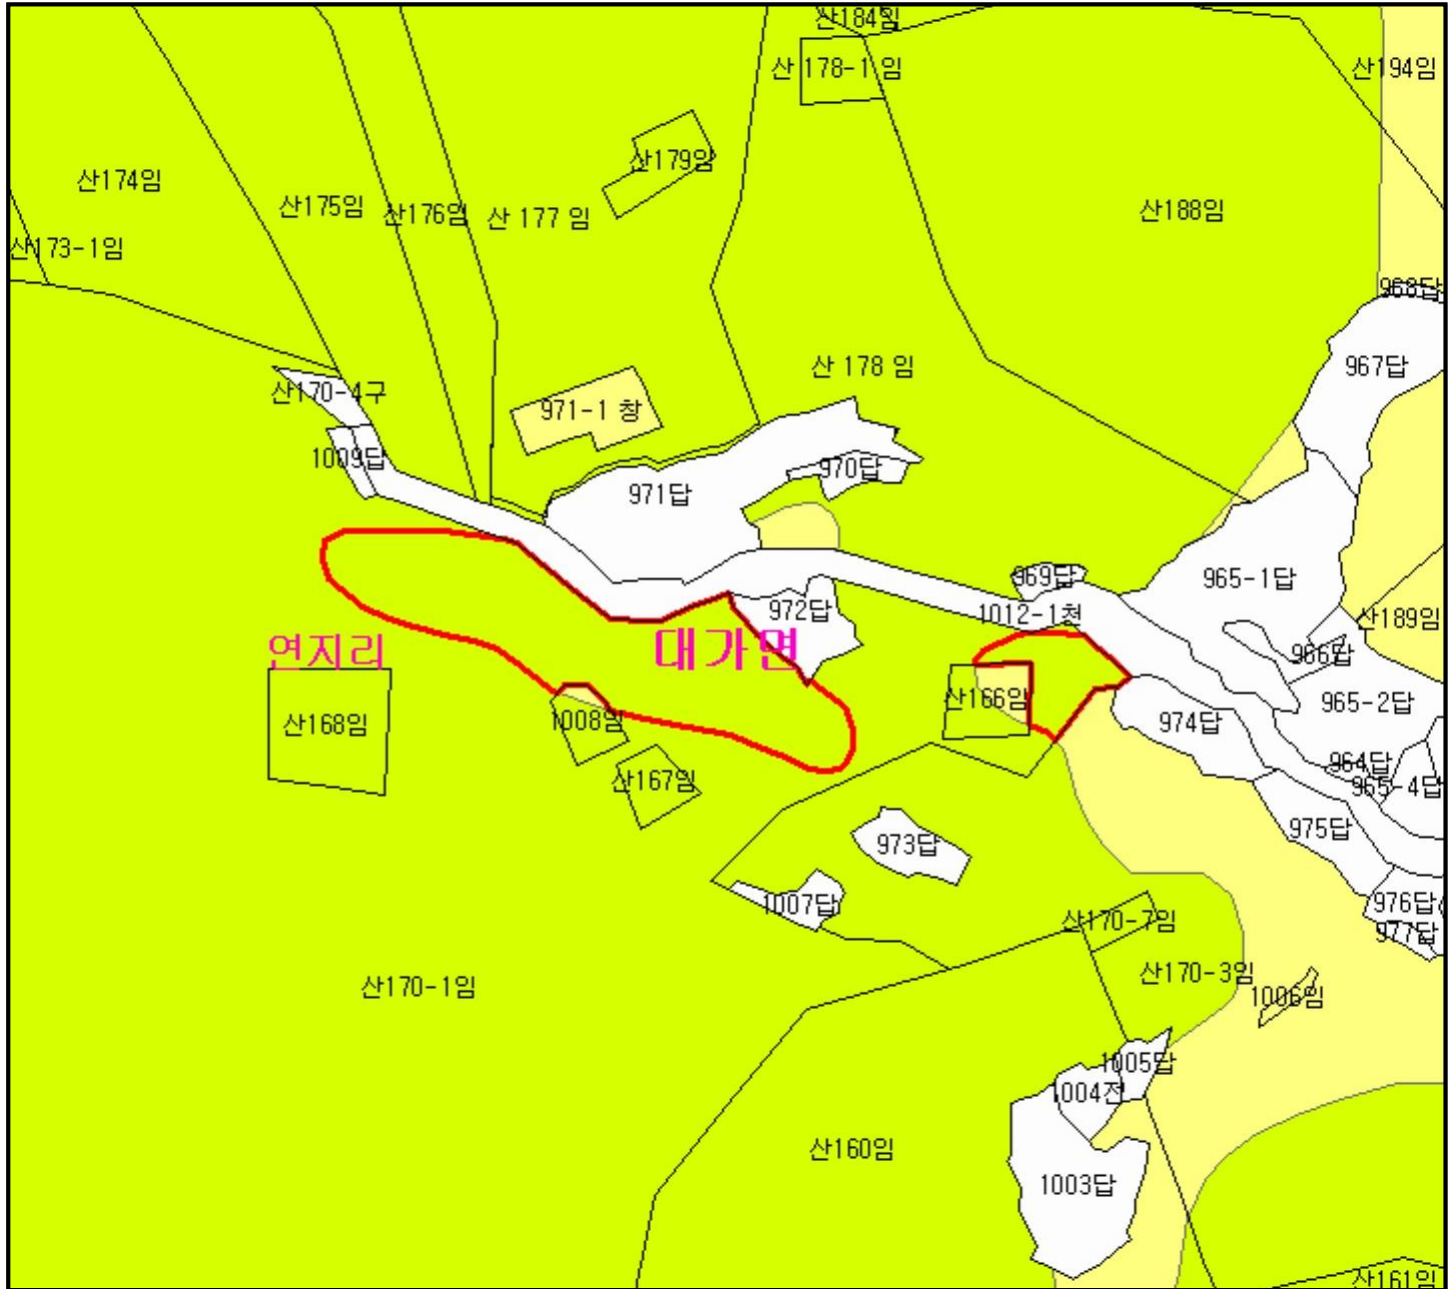 산184임
산 178-1 임
산194임
산179임
산174임
산175임
산176임
산 177 임
산188임
산173-1임
968답
967답
산 178 임
산170-4구
971-1 창
1009답
970답
971답
969답
965-1답
972답
1012-1천
산189임
연지리
대가면
966답
산166임
965-2답
산168임
1008임
974답
964답
산167임
965-4답
975답
973답
1007답
976답
산170-7임
977답
산170-3임
산170-1임
1006임
1005답
1004전
산160임
1003답
산161임